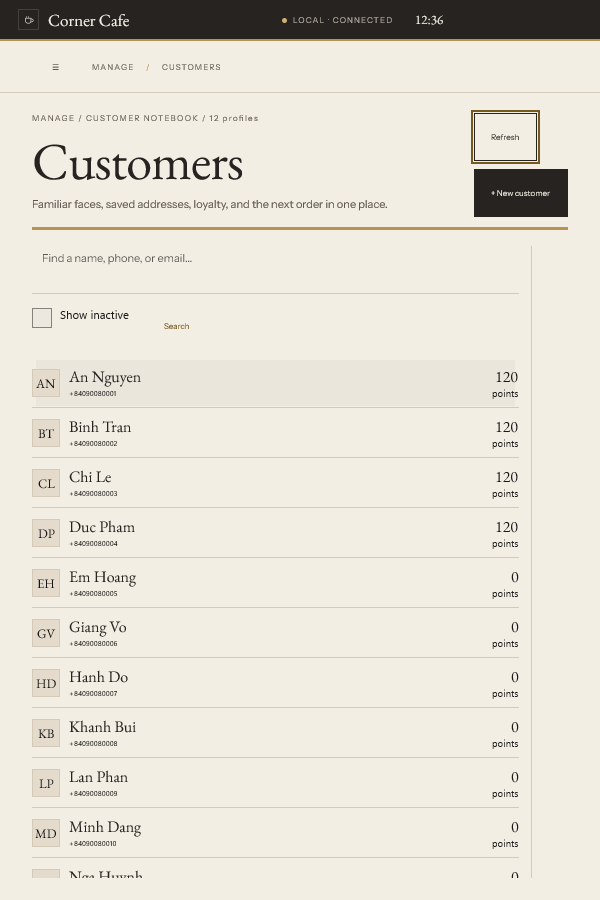 Corner Cafe
LOCAL · CONNECTED
12:36
☰
MANAGE / CUSTOMERS
MANAGE / CUSTOMER NOTEBOOK / 12 profiles
Customers
Familiar faces, saved addresses, loyalty, and the next order in one place.
Refresh
+ New customer
Find a name, phone, or email...
Show inactive
Search
AN An Nguyen 120
+84090080001 points
BT Binh Tran 120
+84090080002 points
CL Chi Le 120
+84090080003 points
DP Duc Pham 120
+84090080004 points
EH Em Hoang 0
+84090080005 points
GV Giang Vo 0
+84090080006 points
HD Hanh Do 0
+84090080007 points
KB Khanh Bui 0
+84090080008 points
LP Lan Phan 0
+84090080009 points
MD Minh Dang 0
+84090080010 points
Nga Huynh 0